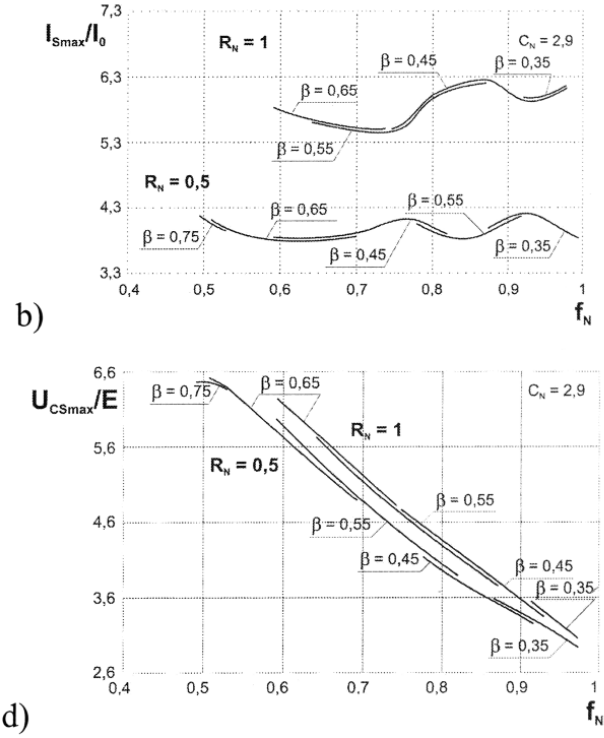 7,3
I_Smax/I_0
R_N = 1
C_N = 2,9
β = 0,45
β = 0,35
6,3
β = 0,65
5,3
β = 0,55
R_N = 0,5
4,3
β = 0,65
β = 0,55
β = 0,75
β = 0,45
β = 0,35
3,3
0,4 0,5 0,6 0,7 0,8 0,9 1
b)
f_N
6,6
U_CSmax/E
β = 0,75
β = 0,65
C_N = 2,9
R_N = 1
5,6
R_N = 0,5
β = 0,55
4,6
β = 0,55
β = 0,45
β = 0,45
β = 0,35
3,6
β = 0,35
2,6
0,4 0,5 0,6 0,7 0,8 0,9 1
d)
f_N